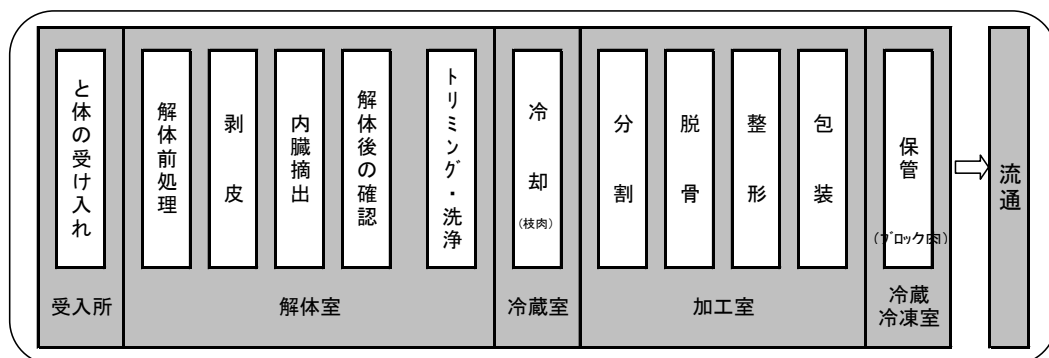 と体の受け入れ
解体前処理
剥皮
内臓摘出
解体後の確認
トリミング・洗浄
冷却
(枝肉)
分割
脱骨
整形
包装
保管
(ブロック肉)
流通
受入所
解体室
冷蔵室
加工室
冷蔵
冷凍室